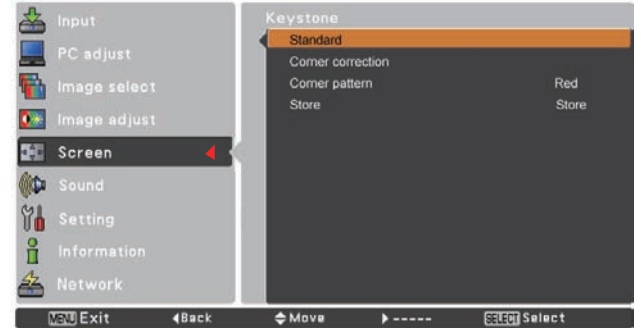 Input
PC adjust
Image select
Image adjust
Screen
Sound
Setting
Information
Network
Keystone
Standard
Corner correction
Corner pattern Red
Store Store
MENU Exit Back Move ----- SELECT Select